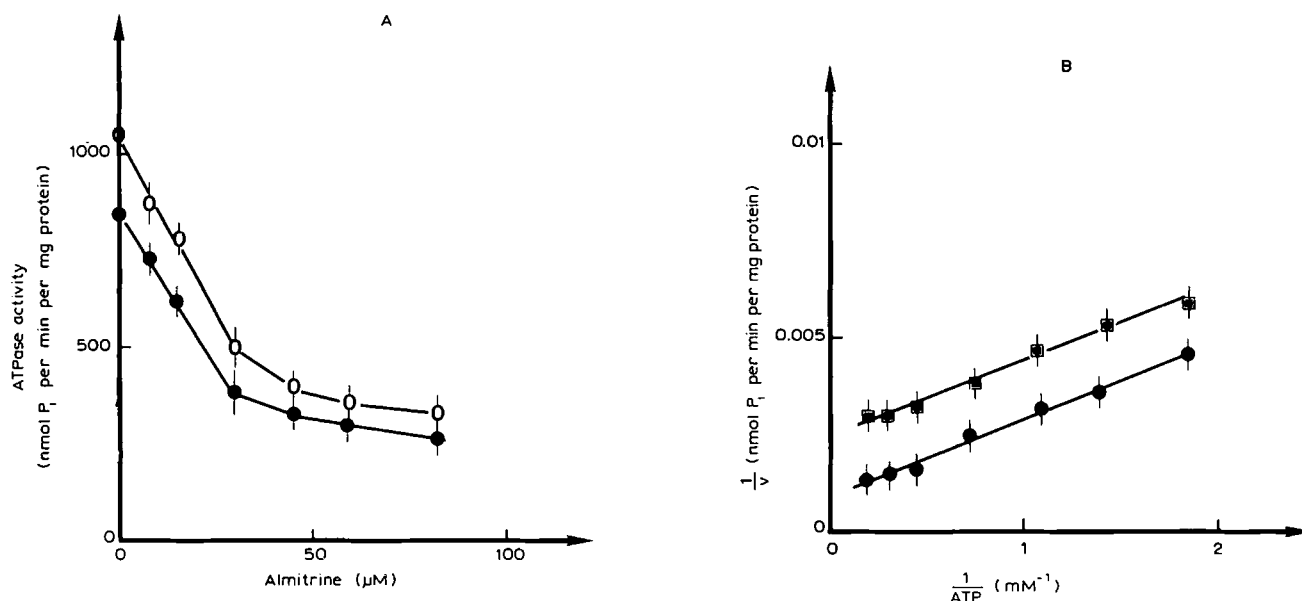 A
ATPase activity
(nmol Pi per min per mg protein)
1000
500
0
0
50
100
Almitrine (µM)
B
1/v (nmol Pi per min per mg protein)
0.01
0.005
0
0
1
2
1/ATP (mM⁻¹)